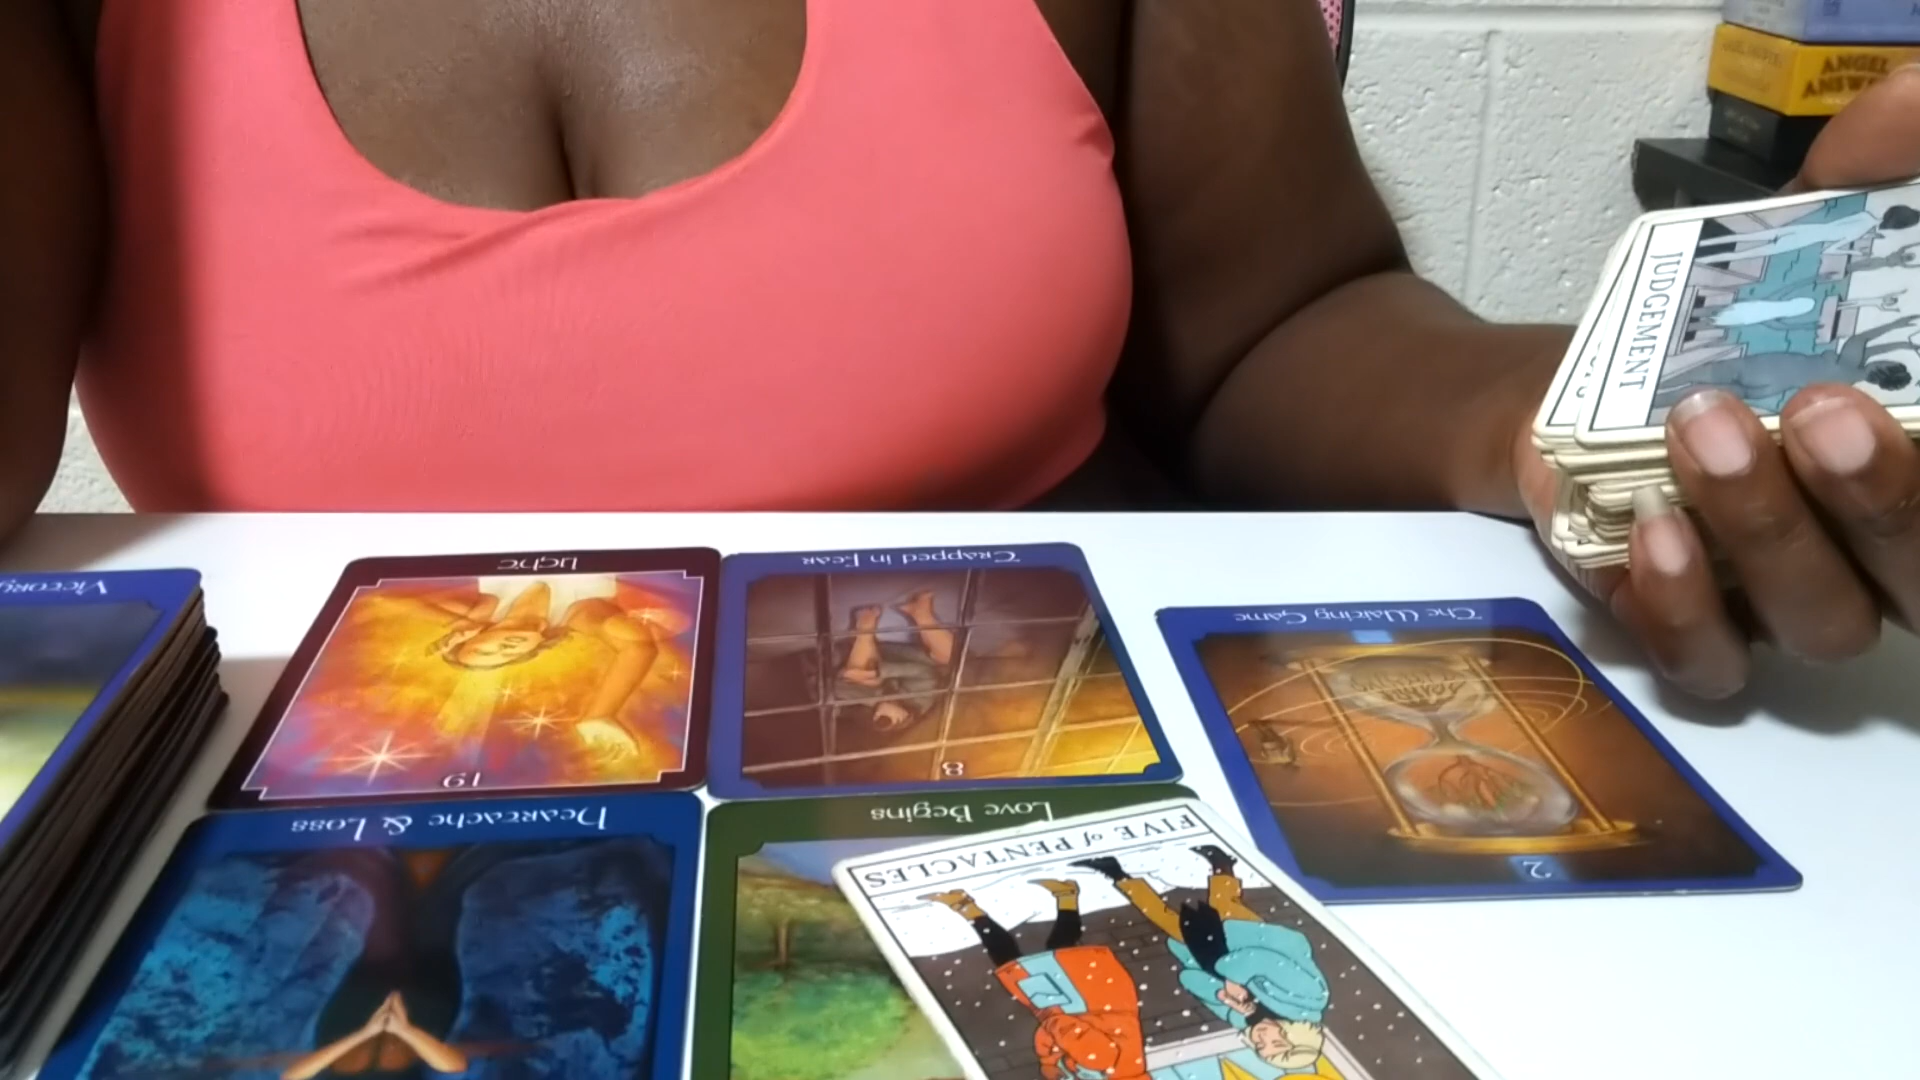 ANGEL
JUDGEMENT
Victory
Light
19
Trapped in Fear
8
The Waiting Game
2
Heartache & Loss
Love Begins
FIVE of PENTACLES